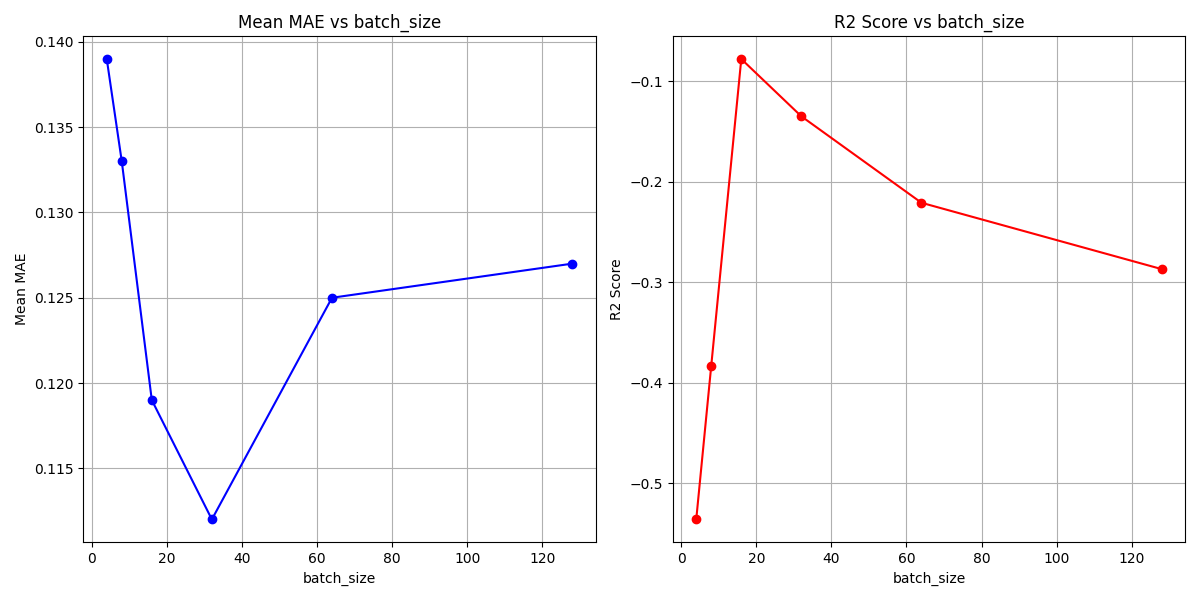 Mean MAE vs batch_size
0.140
0.135
0.130
0.125
0.120
0.115
Mean MAE
0 20 40 60 80 100 120
batch_size
R2 Score vs batch_size
−0.1
−0.2
−0.3
−0.4
−0.5
R2 Score
0 20 40 60 80 100 120
batch_size